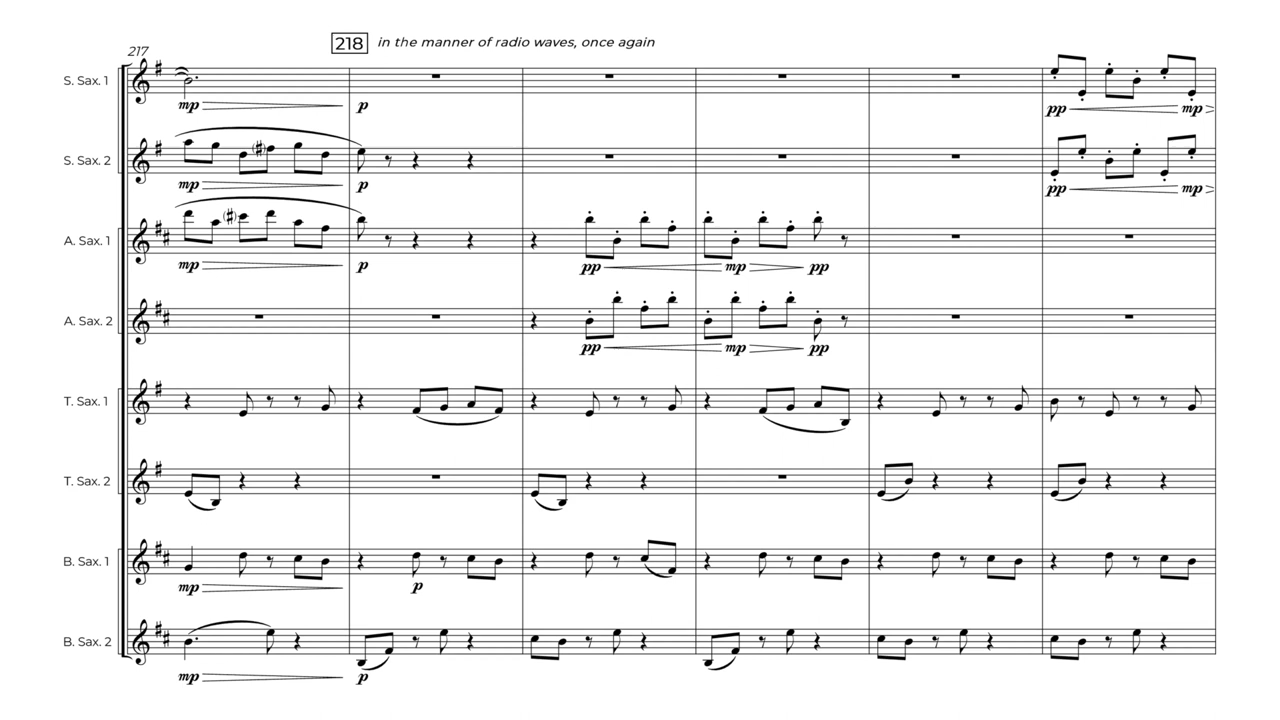 217
218 in the manner of radio waves, once again
S. Sax. 1
mp p pp mp
S. Sax. 2
mp p pp mp
A. Sax. 1
mp p pp mp pp
A. Sax. 2
pp mp pp
T. Sax. 1
T. Sax. 2
B. Sax. 1
mp p
B. Sax. 2
mp p